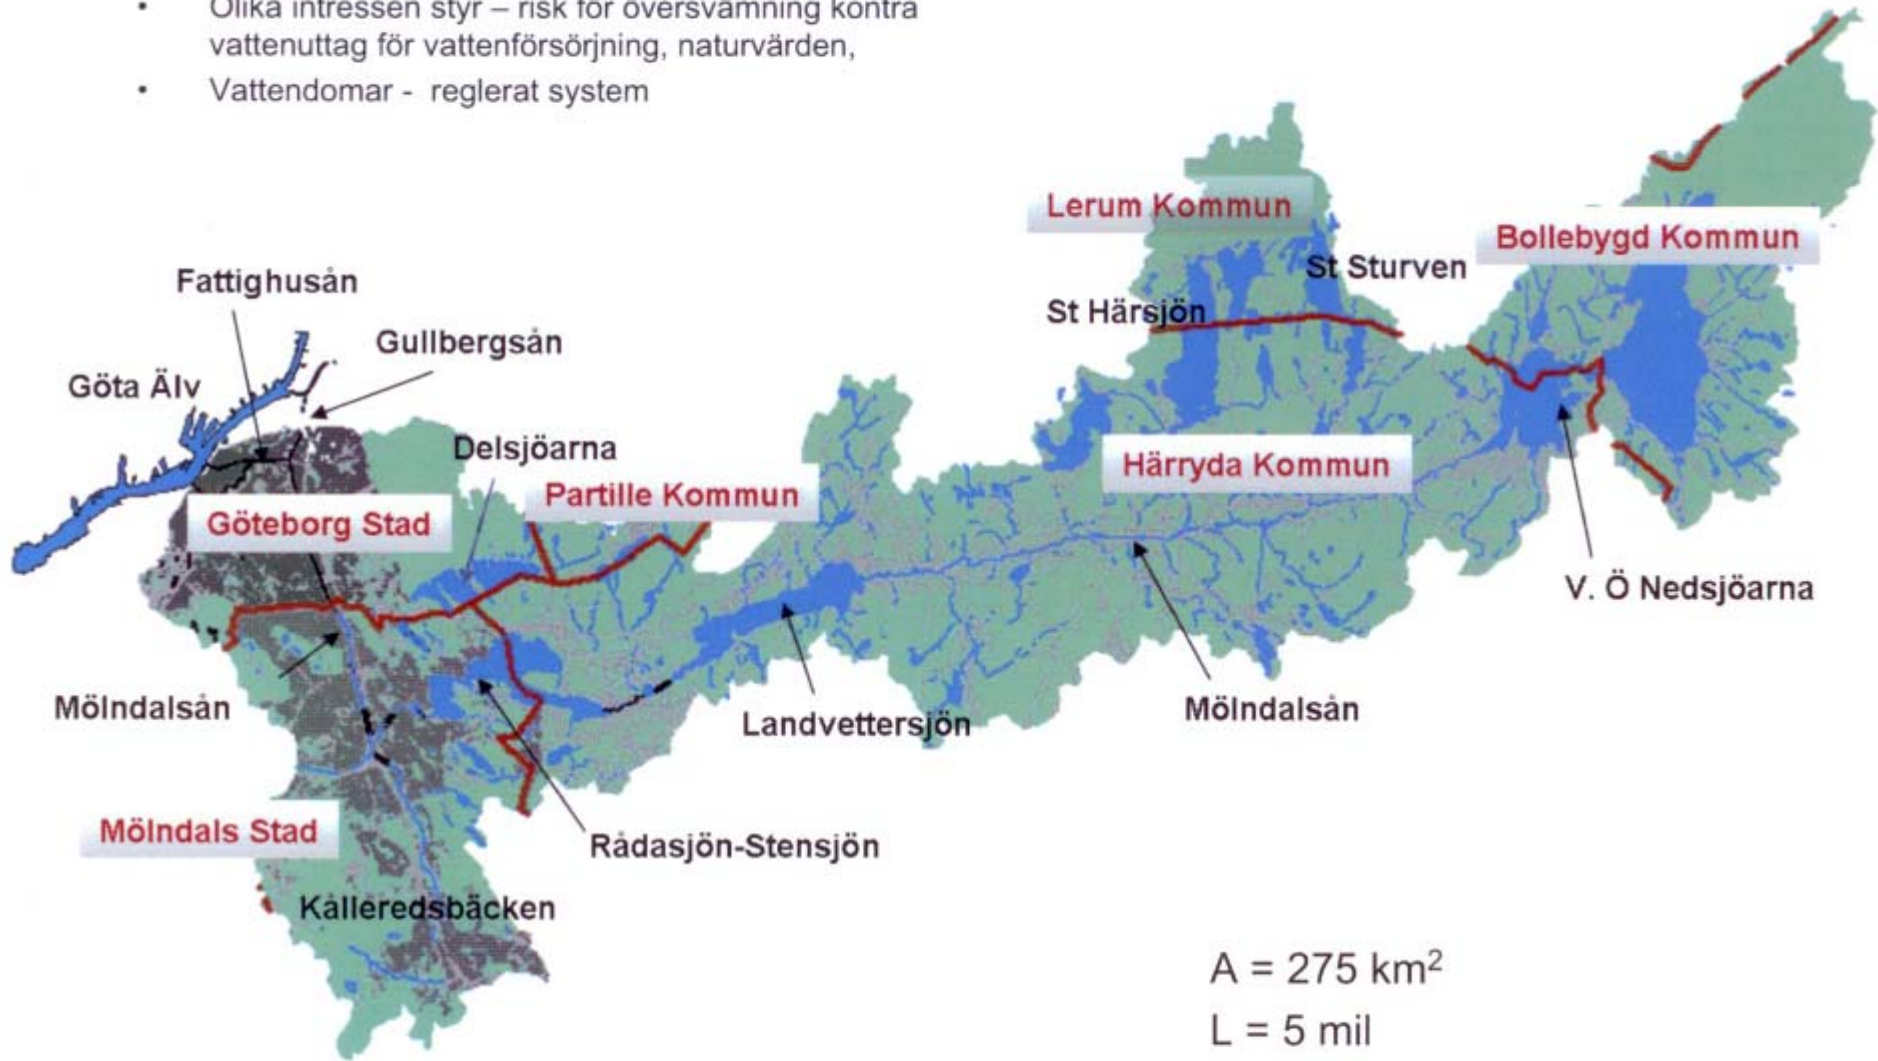 • Olika intressen styr – risk för översvämning kontra
vattenuttag för vattenförsörjning, naturvärden,
• Vattendomar - reglerat system
Lerum Kommun
Bollebygd Kommun
St Sturven
Fattighusån
St Härsjön
Gullbergsån
Göta Älv
Delsjöarna
Härryda Kommun
Partille Kommun
Göteborg Stad
V. Ö Nedsjöarna
Mölndalsån
Mölndalsån
Landvettersjön
Mölndals Stad
Rådasjön-Stensjön
Kålleredsbäcken
A = 275 km²
L = 5 mil